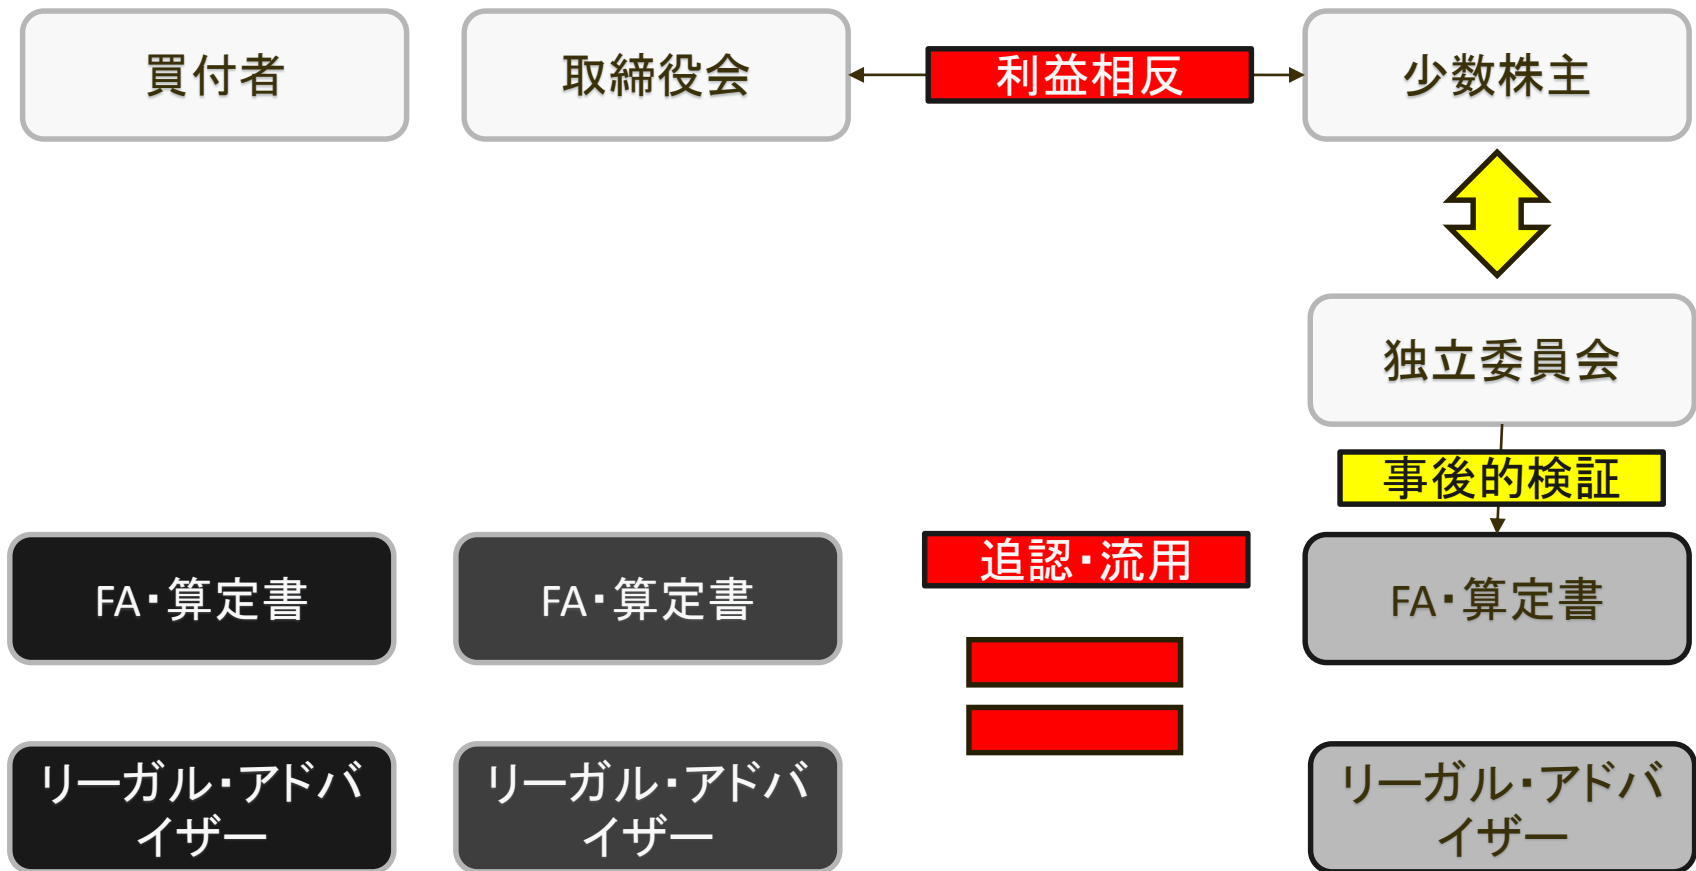 買付者
取締役会
利益相反
少数株主
独立委員会
事後的検証
FA・算定書
FA・算定書
追認・流用
FA・算定書
リーガル・アドバ
イザー
リーガル・アドバ
イザー
リーガル・アドバ
イザー